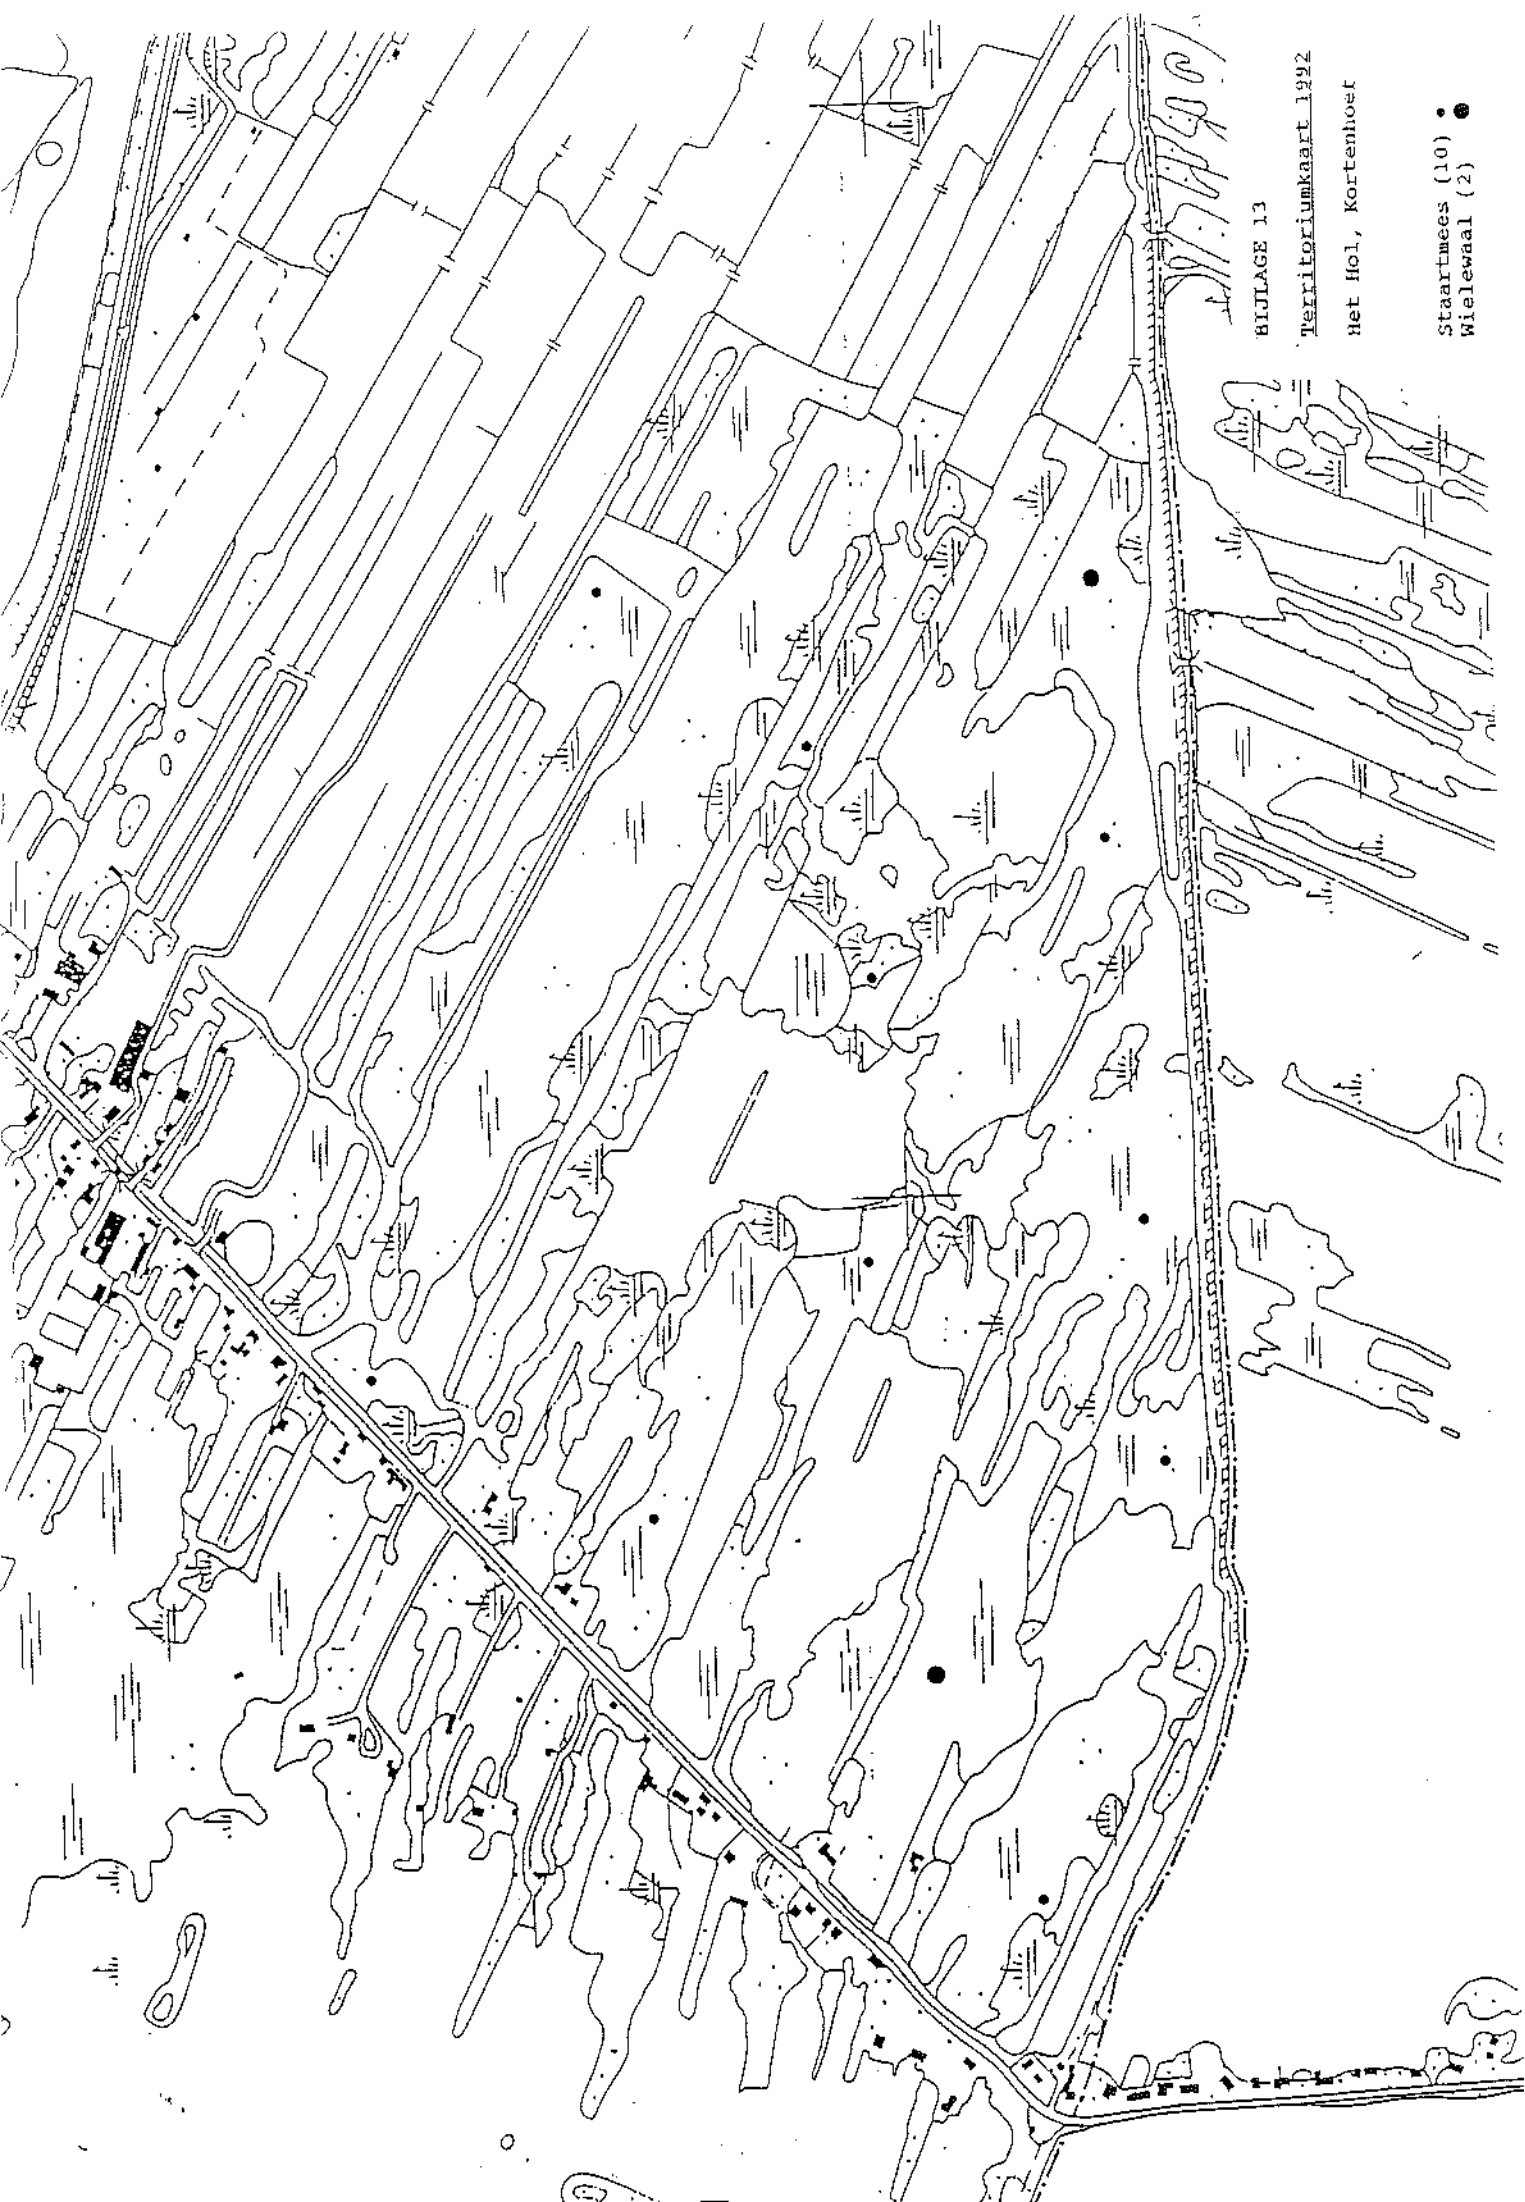 BIJLAGE 13
Territoriumkaart 1992
Het Hol, Kortenhoef
Staartmees (10)
Wielewaal (2)